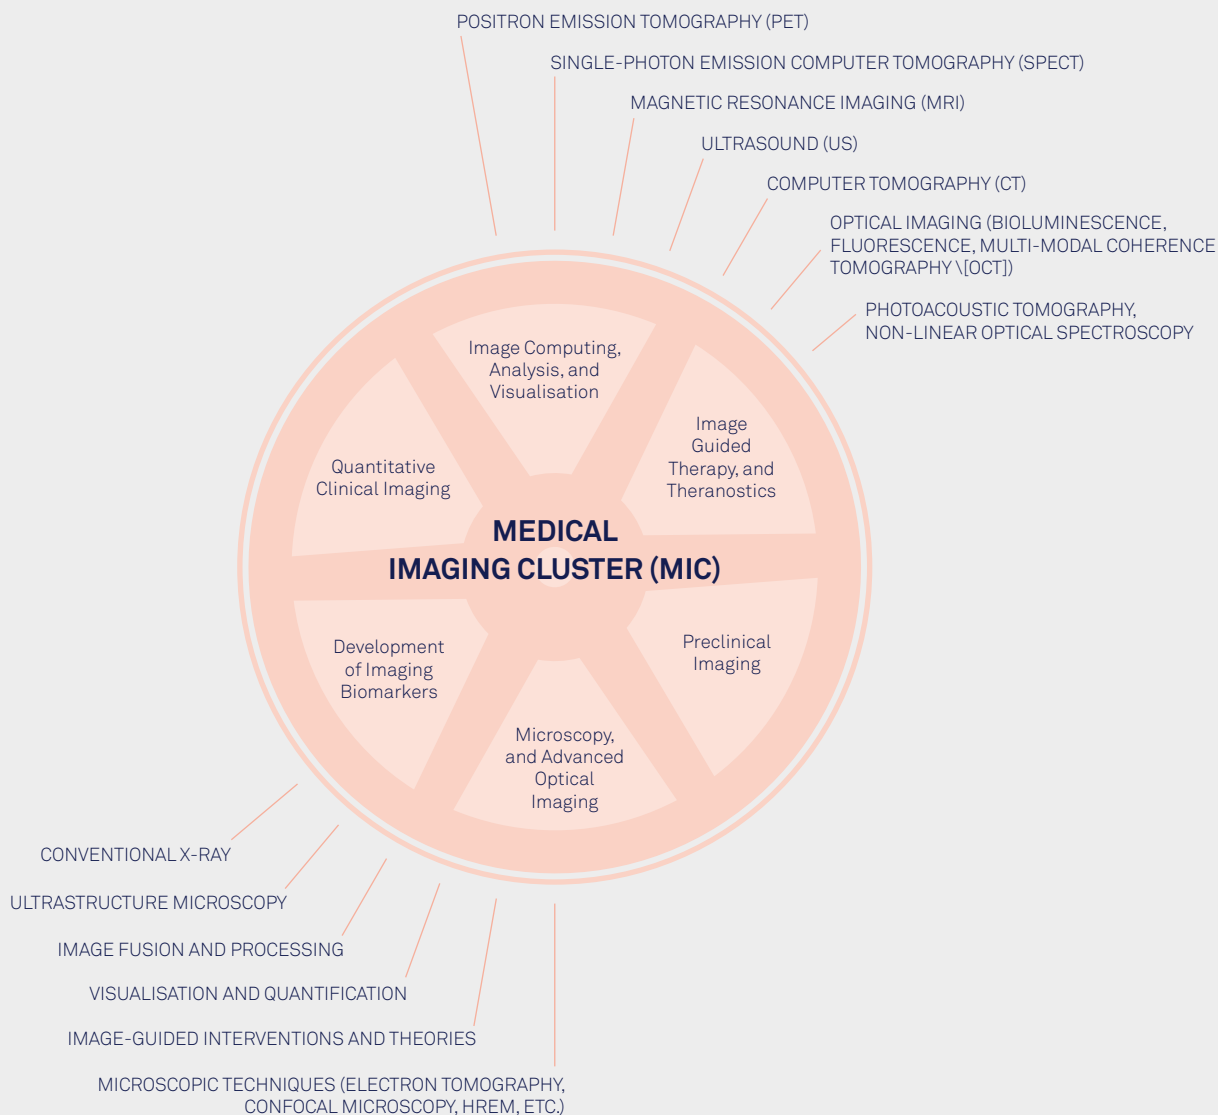 POSITRON EMISSION TOMOGRAPHY (PET)
SINGLE-PHOTON EMISSION COMPUTER TOMOGRAPHY (SPECT)
MAGNETIC RESONANCE IMAGING (MRI)
ULTRASOUND (US)
COMPUTER TOMOGRAPHY (CT)
OPTICAL IMAGING (BIOLUMINESCENCE,
FLUORESCENCE, MULTI-MODAL COHERENCE
TOMOGRAPHY \[OCT])
PHOTOACOUSTIC TOMOGRAPHY,
NON-LINEAR OPTICAL SPECTROSCOPY
Image Computing,
Analysis, and
Visualisation
Image
Guided
Therapy, and
Theranostics
Quantitative
Clinical Imaging
MEDICAL
IMAGING CLUSTER (MIC)
Preclinical
Imaging
Development
of Imaging
Biomarkers
Microscopy,
and Advanced
Optical
Imaging
CONVENTIONAL X-RAY
ULTRASTRUCTURE MICROSCOPY
IMAGE FUSION AND PROCESSING
VISUALISATION AND QUANTIFICATION
IMAGE-GUIDED INTERVENTIONS AND THEORIES
MICROSCOPIC TECHNIQUES (ELECTRON TOMOGRAPHY,
CONFOCAL MICROSCOPY, HREM, ETC.)